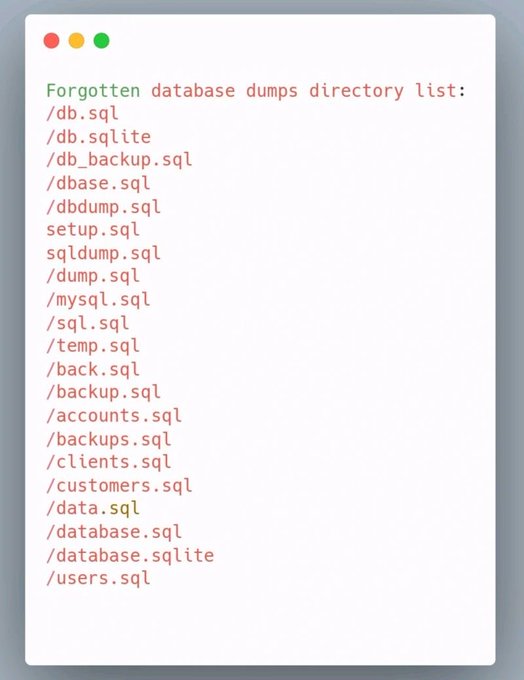 Forgotten database dumps directory list:
/db.sql
/db.sqlite
/db_backup.sql
/dbase.sql
/dbdump.sql
setup.sql
sqldump.sql
/dump.sql
/mysql.sql
/sql.sql
/temp.sql
/back.sql
/backup.sql
/accounts.sql
/backups.sql
/clients.sql
/customers.sql
/data.sql
/database.sql
/database.sqlite
/users.sql